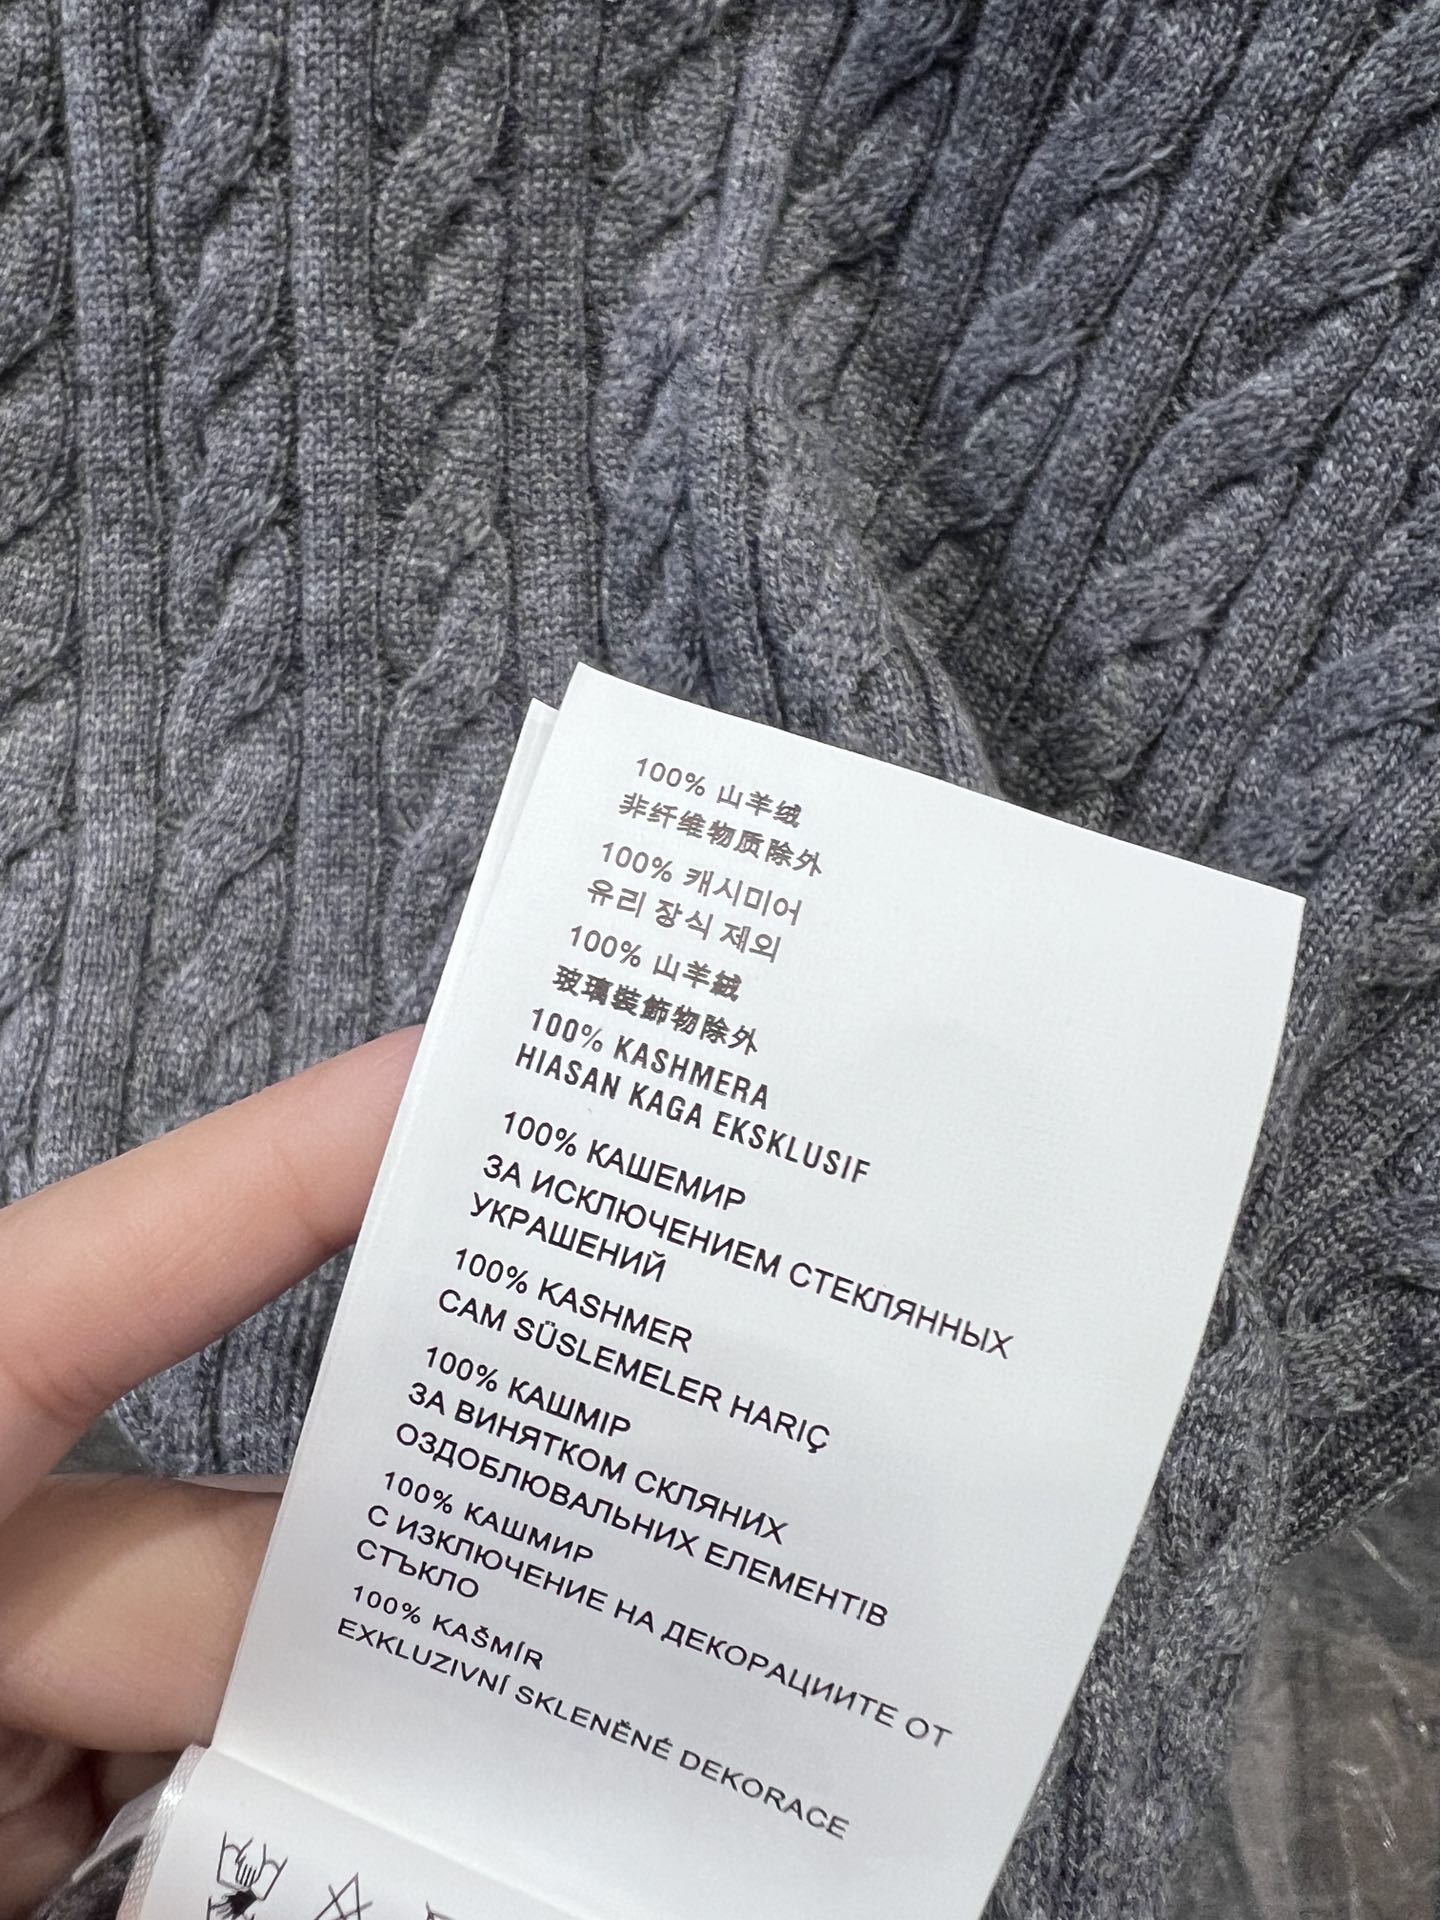 100% 山羊绒
非纤维物质除外
100% 캐시미어
유리 장식 제외
100% 山羊絨
玻璃裝飾物除外
100% KASHMERA
HIASAN KAGA EKSKLUSIF
100% КАШЕМИР
ЗА ИСКЛЮЧЕНИЕМ СТЕКЛЯННЫХ
УКРАШЕНИЙ
100% KASHMER
CAM SÜSLEMELER HARIÇ
100% КАШМІР
ЗА ВИНЯТКОМ СКЛЯНИХ
ОЗДОБЛЮВАЛЬНИХ ЕЛЕМЕНТІВ
100% КАШМИР
С ИЗКЛЮЧЕНИЕ НА ДЕКОРАЦИИТЕ ОТ
СТЪКЛО
100% KAŠMÍR
EXKLUZIVNÍ SKLENĚNÉ DEKORACE